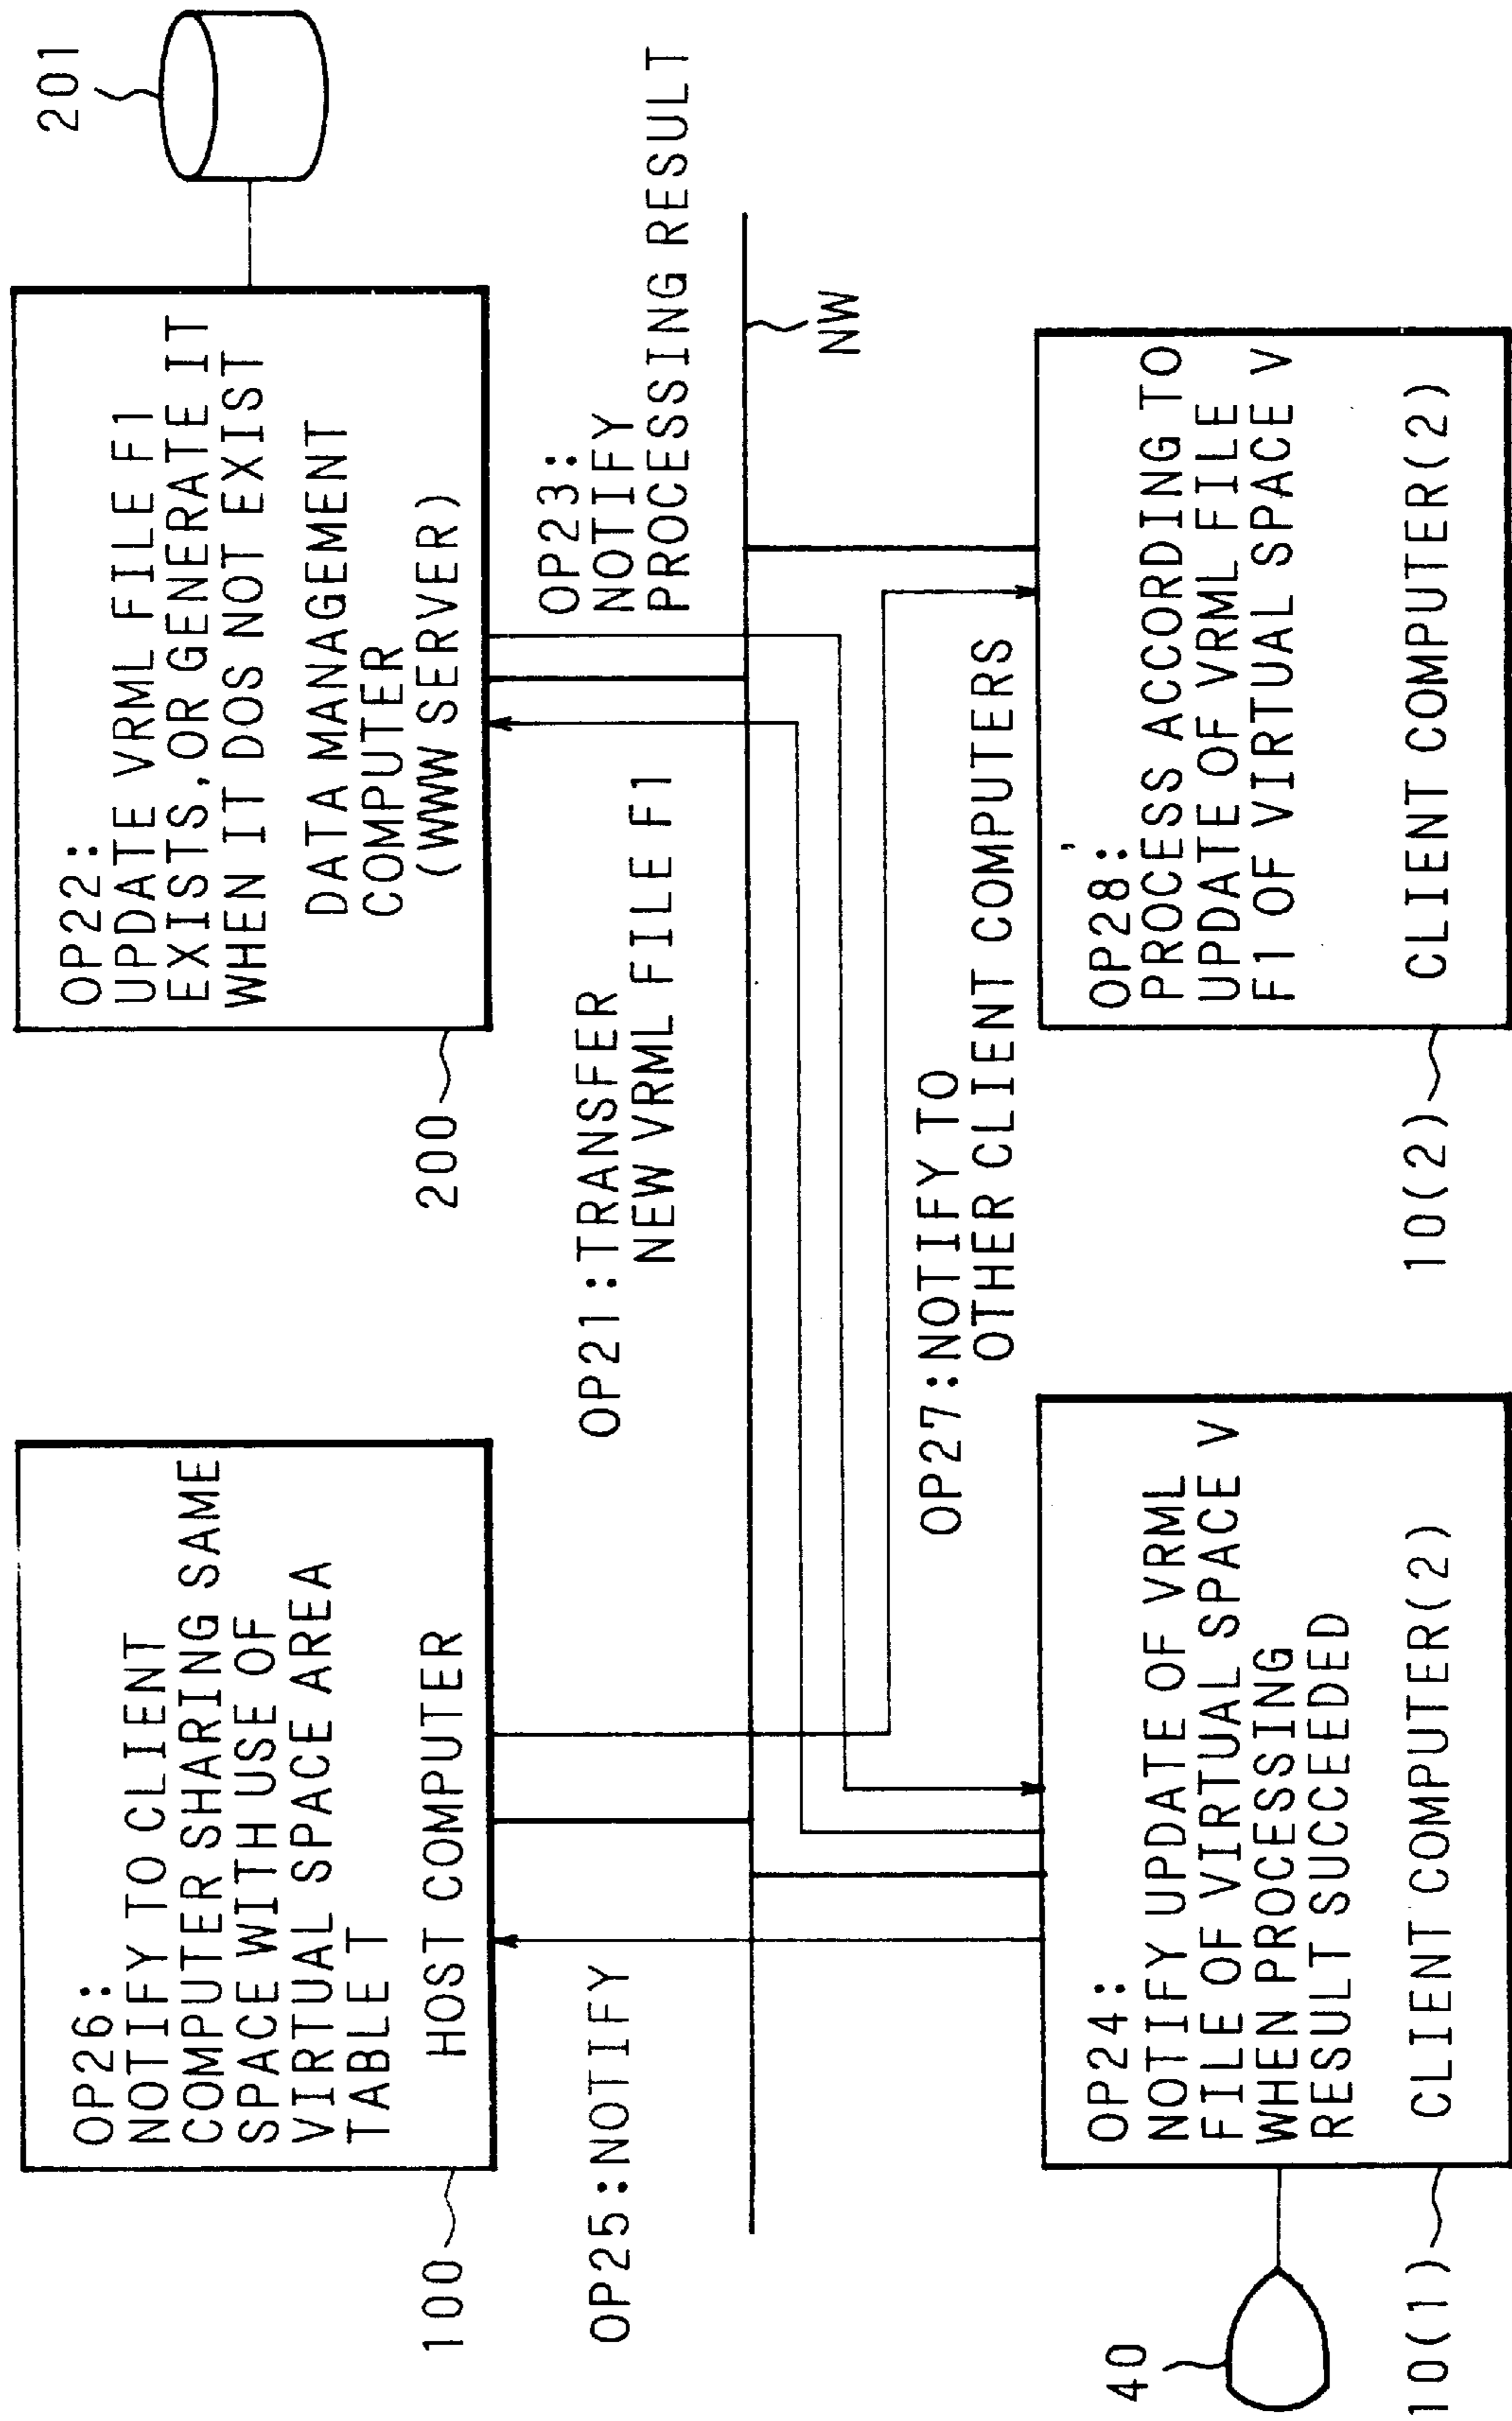 OP26:
NOTIFY TO CLIENT
COMPUTER SHARING SAME
SPACE WITH USE OF
VIRTUAL SPACE AREA
TABLE T
HOST COMPUTER
100
OP22:
UPDATE VRML FILE F1
EXISTS, OR GENERATE IT
WHEN IT DOS NOT EXIST
DATA MANAGEMENT
COMPUTER
(WWW SERVER)
200
201
OP25:NOTIFY
OP21:TRANSFER
NEW VRML FILE F1
OP23:
NOTIFY
PROCESSING RESULT
NW
OP27:NOTIFY TO
OTHER CLIENT COMPUTERS
40
OP24:
NOTIFY UPDATE OF VRML
FILE OF VIRTUAL SPACE V
WHEN PROCESSING
RESULT SUCCEEDED
CLIENT COMPUTER(2)
10(1)
OP28:
PROCESS ACCORDING TO
UPDATE OF VRML FILE
F1 OF VIRTUAL SPACE V
CLIENT COMPUTER(2)
10(2)